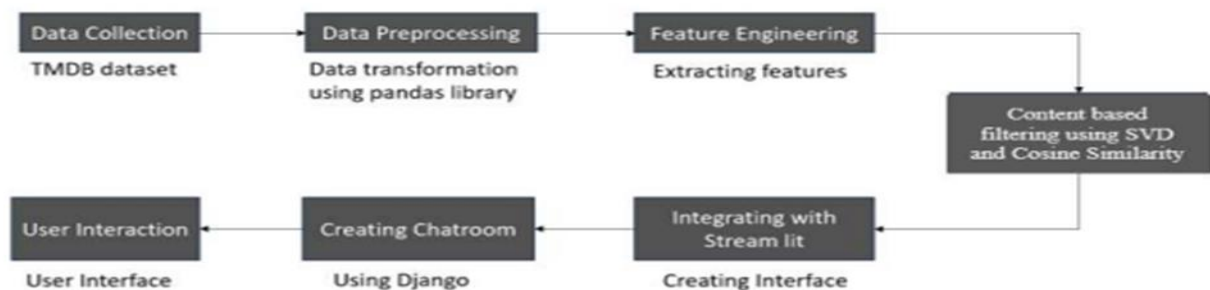 Data Collection
TMDB dataset
Data Preprocessing
Data transformation
using pandas library
Feature Engineering
Extracting features
Content based
filtering using SVD
and Cosine Similarity
Integrating with
Stream lit
Creating Interface
Creating Chatroom
Using Django
User Interaction
User Interface